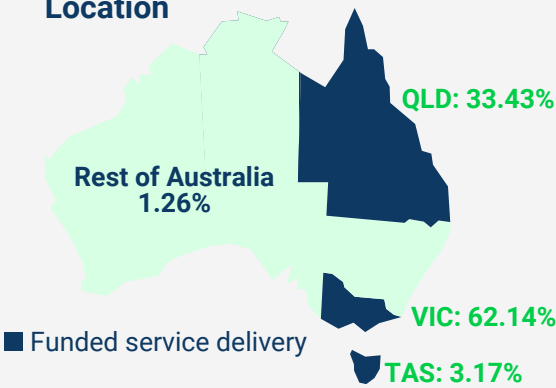 Location
QLD: 33.43%
Rest of Australia
1.26%
VIC: 62.14%
Funded service delivery
TAS: 3.17%